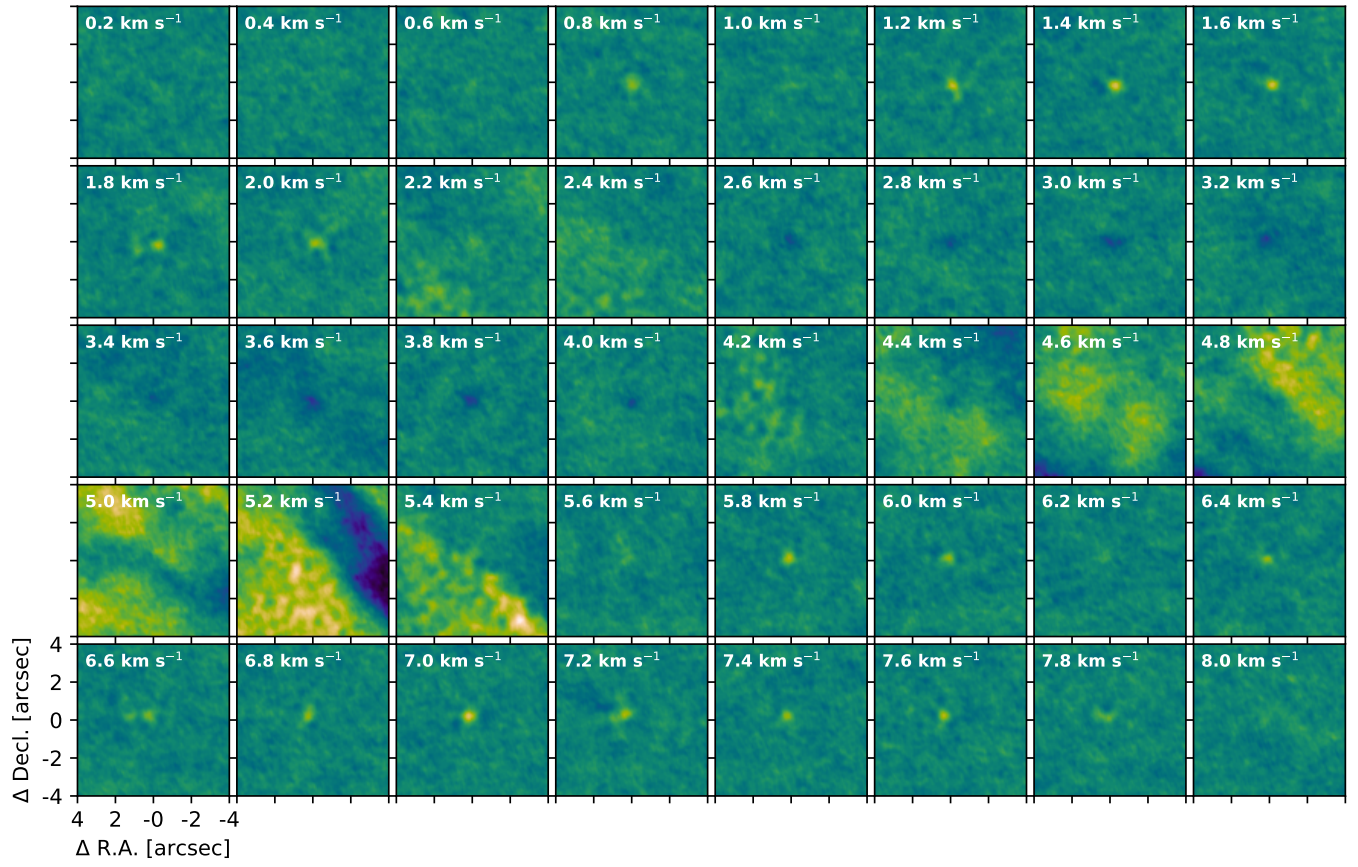 0.2 km s⁻¹ 0.4 km s⁻¹ 0.6 km s⁻¹ 0.8 km s⁻¹ 1.0 km s⁻¹ 1.2 km s⁻¹ 1.4 km s⁻¹ 1.6 km s⁻¹
1.8 km s⁻¹ 2.0 km s⁻¹ 2.2 km s⁻¹ 2.4 km s⁻¹ 2.6 km s⁻¹ 2.8 km s⁻¹ 3.0 km s⁻¹ 3.2 km s⁻¹
3.4 km s⁻¹ 3.6 km s⁻¹ 3.8 km s⁻¹ 4.0 km s⁻¹ 4.2 km s⁻¹ 4.4 km s⁻¹ 4.6 km s⁻¹ 4.8 km s⁻¹
5.0 km s⁻¹ 5.2 km s⁻¹ 5.4 km s⁻¹ 5.6 km s⁻¹ 5.8 km s⁻¹ 6.0 km s⁻¹ 6.2 km s⁻¹ 6.4 km s⁻¹
6.6 km s⁻¹ 6.8 km s⁻¹ 7.0 km s⁻¹ 7.2 km s⁻¹ 7.4 km s⁻¹ 7.6 km s⁻¹ 7.8 km s⁻¹ 8.0 km s⁻¹
Δ Decl. [arcsec]
4
2
0
-2
-4
4 2 -0 -2 -4
Δ R.A. [arcsec]